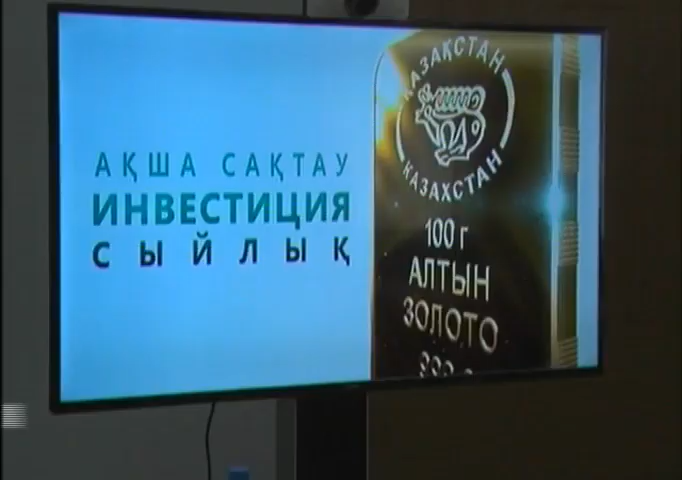 АҚША САҚТАУ
ИНВЕСТИЦИЯ
СЫЙЛЫҚ
ҚАЗАҚСТАН
КАЗАХСТАН
100 г
АЛТЫН
ЗОЛОТО